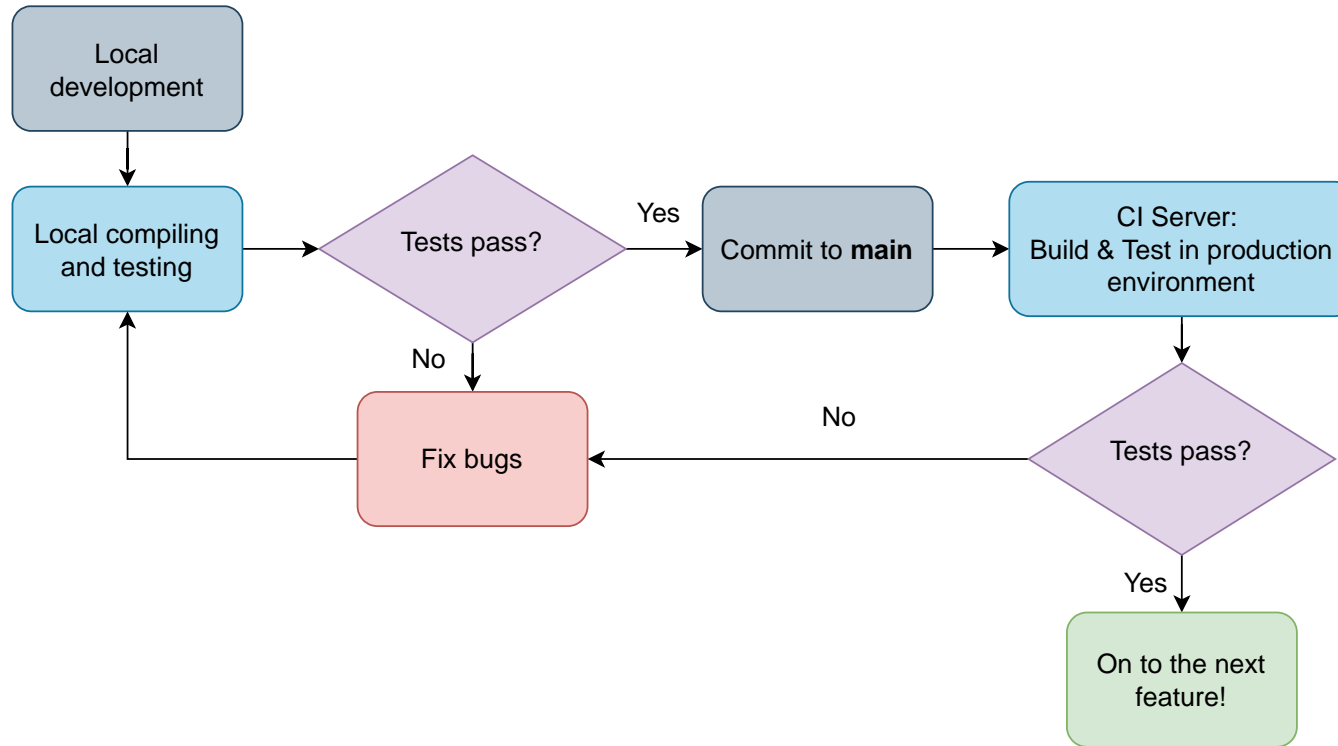 Local
development
Local compiling
and testing
Tests pass?
Yes
Commit to main
CI Server:
Build & Test in production
environment
No
Fix bugs
No
Tests pass?
Yes
On to the next
feature!